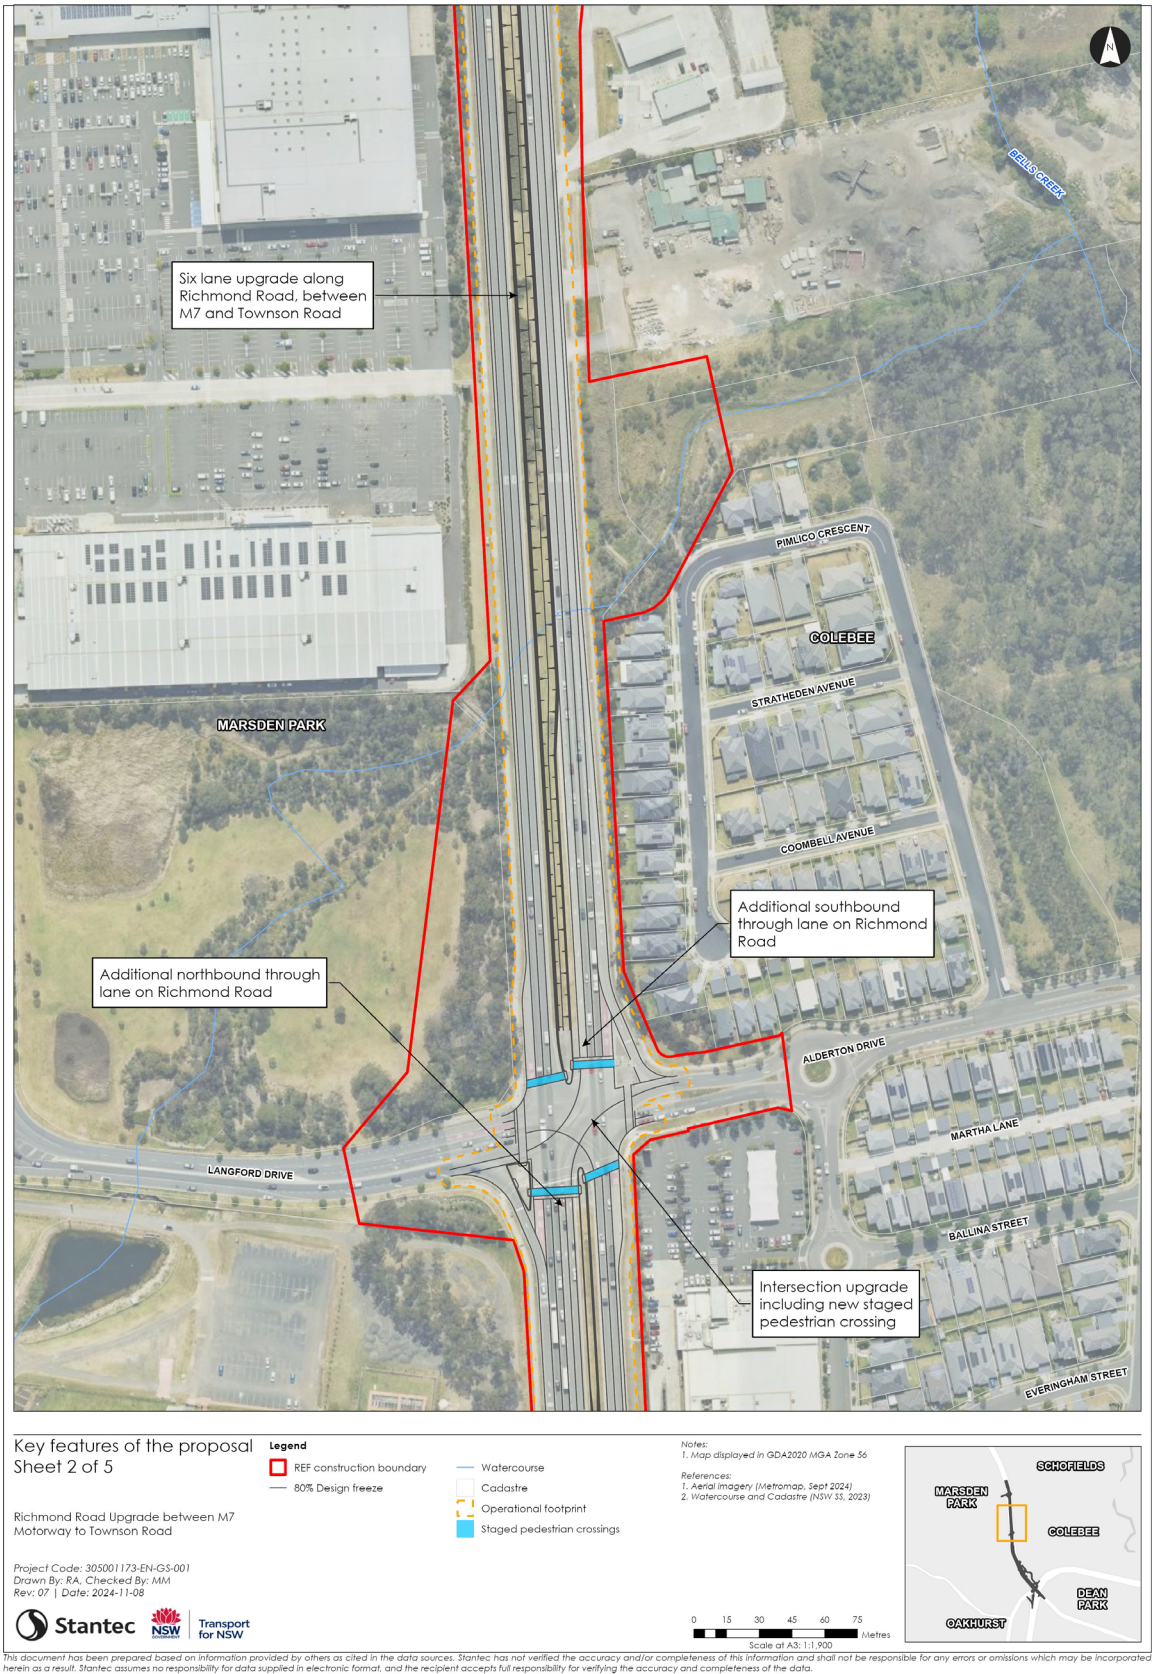 N
BELLS CREEK
Six lane upgrade along
Richmond Road, between
M7 and Townson Road
PIMLICO CRESCENT
COLEBEE
STRATHEDEN AVENUE
MARSDEN PARK
COOMBELL AVENUE
Additional southbound
through lane on Richmond
Road
Additional northbound through
lane on Richmond Road
ALDERTON DRIVE
MARTHA LANE
LANGFORD DRIVE
BALLINA STREET
Intersection upgrade
including new staged
pedestrian crossing
EVERINGHAM STREET
Key features of the proposal
Sheet 2 of 5
Richmond Road Upgrade between M7
Motorway to Townson Road
Project Code: 305001173-EN-GS-001
Drawn By: RA, Checked By: MM
Rev: 07 | Date: 2024-11-08
Stantec
NSW
GOVERNMENT
Transport
for NSW
Legend
REF construction boundary
80% Design freeze
Watercourse
Cadastre
Operational footprint
Staged pedestrian crossings
Notes:
1. Map displayed in GDA2020 MGA Zone 56
References:
1. Aerial imagery (Metromap, Sept 2024)
2. Watercourse and Cadastre (NSW SS, 2023)
0 15 30 45 60 75
Metres
Scale at A3: 1:1,900
SCHOFIELDS
MARSDEN
PARK
COLEBEE
DEAN
PARK
OAKHURST
This document has been prepared based on information provided by others as cited in the data sources. Stantec has not verified the accuracy and/or completeness of this information and shall not be responsible for any errors or omissions which may be incorporated
herein as a result. Stantec assumes no responsibility for data supplied in electronic format, and the recipient accepts full responsibility for verifying the accuracy and completeness of the data.